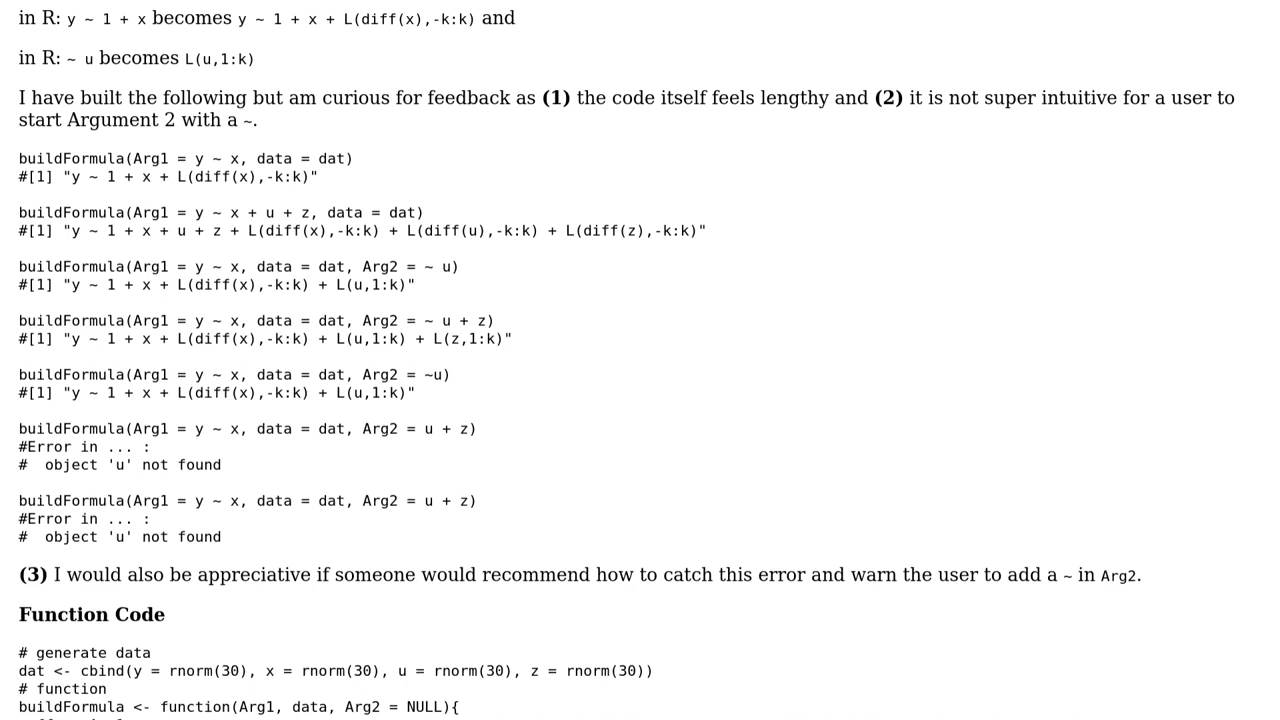 in R: y ~ 1 + x becomes y ~ 1 + x + L(diff(x),-k:k) and
in R: ~ u becomes L(u,1:k)
I have built the following but am curious for feedback as (1) the code itself feels lengthy and (2) it is not super intuitive for a user to
start Argument 2 with a ~.
buildFormula(Arg1 = y ~ x, data = dat)
#[1] "y ~ 1 + x + L(diff(x),-k:k)"
buildFormula(Arg1 = y ~ x + u + z, data = dat)
#[1] "y ~ 1 + x + u + z + L(diff(x),-k:k) + L(diff(u),-k:k) + L(diff(z),-k:k)"
buildFormula(Arg1 = y ~ x, data = dat, Arg2 = ~ u)
#[1] "y ~ 1 + x + L(diff(x),-k:k) + L(u,1:k)"
buildFormula(Arg1 = y ~ x, data = dat, Arg2 = ~ u + z)
#[1] "y ~ 1 + x + L(diff(x),-k:k) + L(u,1:k) + L(z,1:k)"
buildFormula(Arg1 = y ~ x, data = dat, Arg2 = ~u)
#[1] "y ~ 1 + x + L(diff(x),-k:k) + L(u,1:k)"
buildFormula(Arg1 = y ~ x, data = dat, Arg2 = u + z)
#Error in ... :
#  object 'u' not found
buildFormula(Arg1 = y ~ x, data = dat, Arg2 = u + z)
#Error in ... :
#  object 'u' not found
(3) I would also be appreciative if someone would recommend how to catch this error and warn the user to add a ~ in Arg2.
Function Code
# generate data
dat <- cbind(y = rnorm(30), x = rnorm(30), u = rnorm(30), z = rnorm(30))
# function
buildFormula <- function(Arg1, data, Arg2 = NULL){